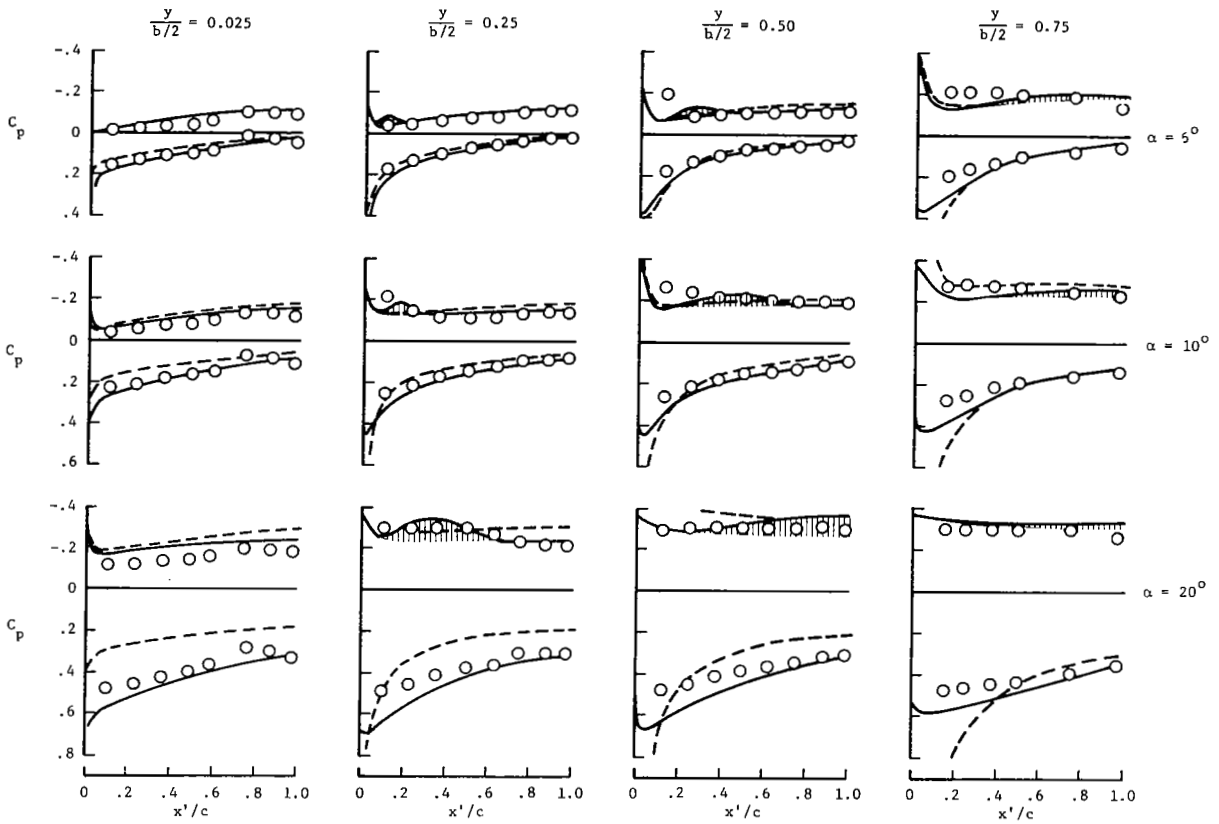 y/(b/2) = 0.025
y/(b/2) = 0.25
y/(b/2) = 0.50
y/(b/2) = 0.75
-.4
-.2
C_p
0
.2
.4
α = 5°
-.4
-.2
0
C_p
.2
.4
.6
α = 10°
-.4
-.2
0
C_p
.2
.4
.6
.8
α = 20°
0 .2 .4 .6 .8 1.0
x'/c
0 .2 .4 .6 .8 1.0
x'/c
0 .2 .4 .6 .8 1.0
x'/c
0 .2 .4 .6 .8 1.0
x'/c